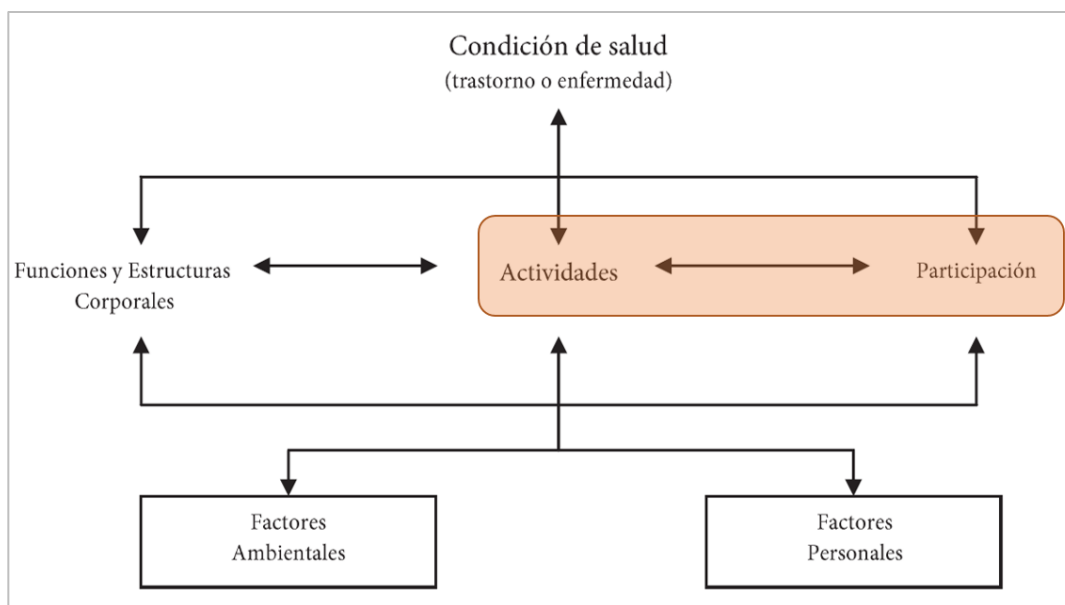 Condición de salud
(trastorno o enfermedad)
Funciones y Estructuras
Corporales
Actividades
Participación
Factores
Ambientales
Factores
Personales